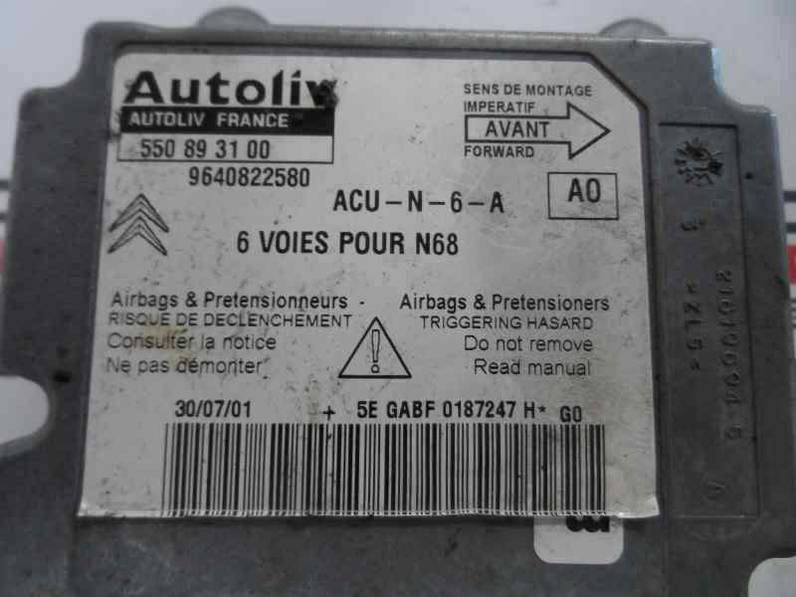 Autoliv
AUTOLIV FRANCE
550 89 31 00
9640822580
SENS DE MONTAGE
IMPERATIF
AVANT
FORWARD
ACU-N-6-A
A0
6 VOIES POUR N68
Airbags & Pretensionneurs -
RISQUE DE DECLENCHEMENT
Consulter la notice
Ne pas démonter
!
Airbags & Pretensioners
TRIGGERING HASARD
Do not remove
Read manual
30/07/01 + 5E GABF 0187247 H* G0